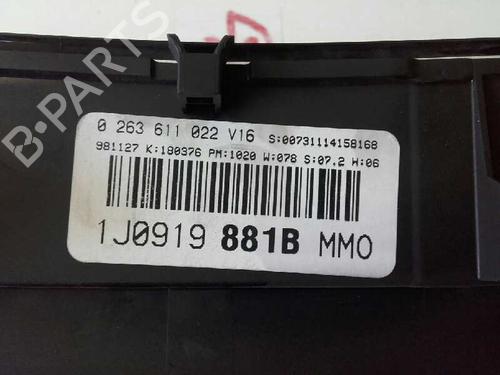 0 263 611 022 V16 S:00731114158168
981127 K:180376 PM:1020 W:078 S:07.2 H:06
1J0919 881B MMO
B-PARTS